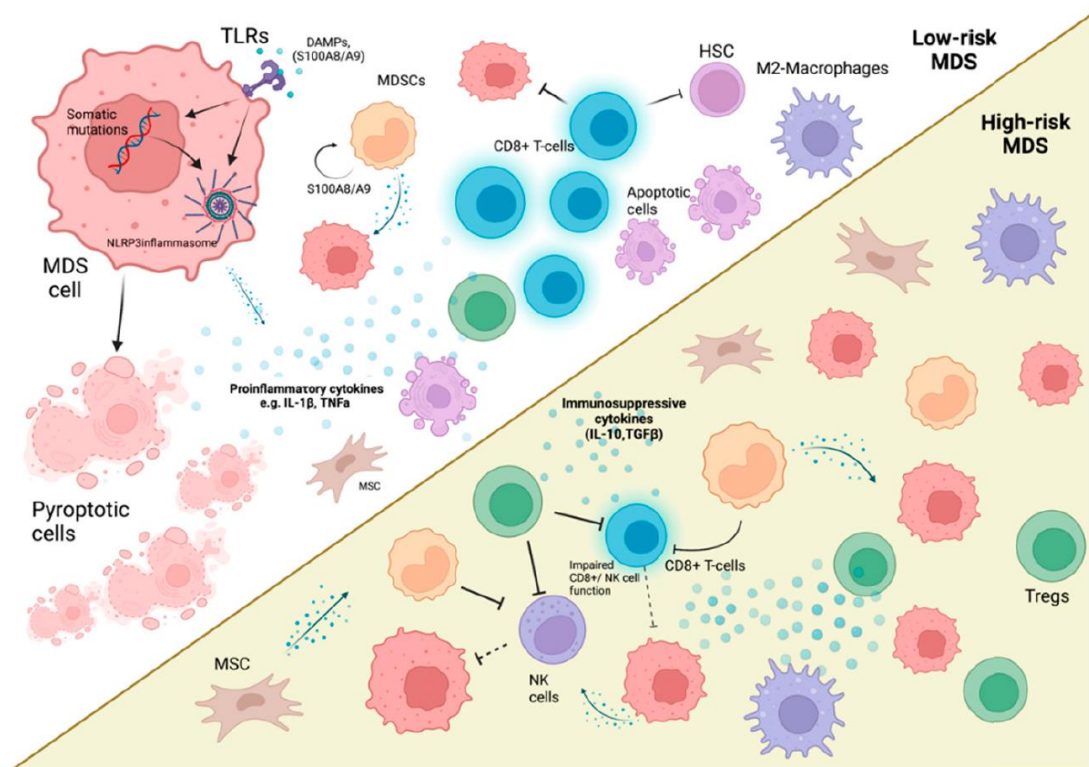 TLRs
DAMPs,
(S100A8/A9)
Somatic
mutations
NLRP3inflammasome
MDS
cell
Pyroptotic
cells
MDSCs
S100A8/A9
Proinflammatory cytokines
e.g. IL-1β, TNFa
MSC
CD8+ T-cells
HSC
Apoptotic
cells
M2-Macrophages
Low-risk
MDS
High-risk
MDS
Immunosuppressive
cytokines
(IL-10,TGFβ)
Impaired
CD8+/ NK cell
function
CD8+ T-cells
Tregs
MSC
NK
cells